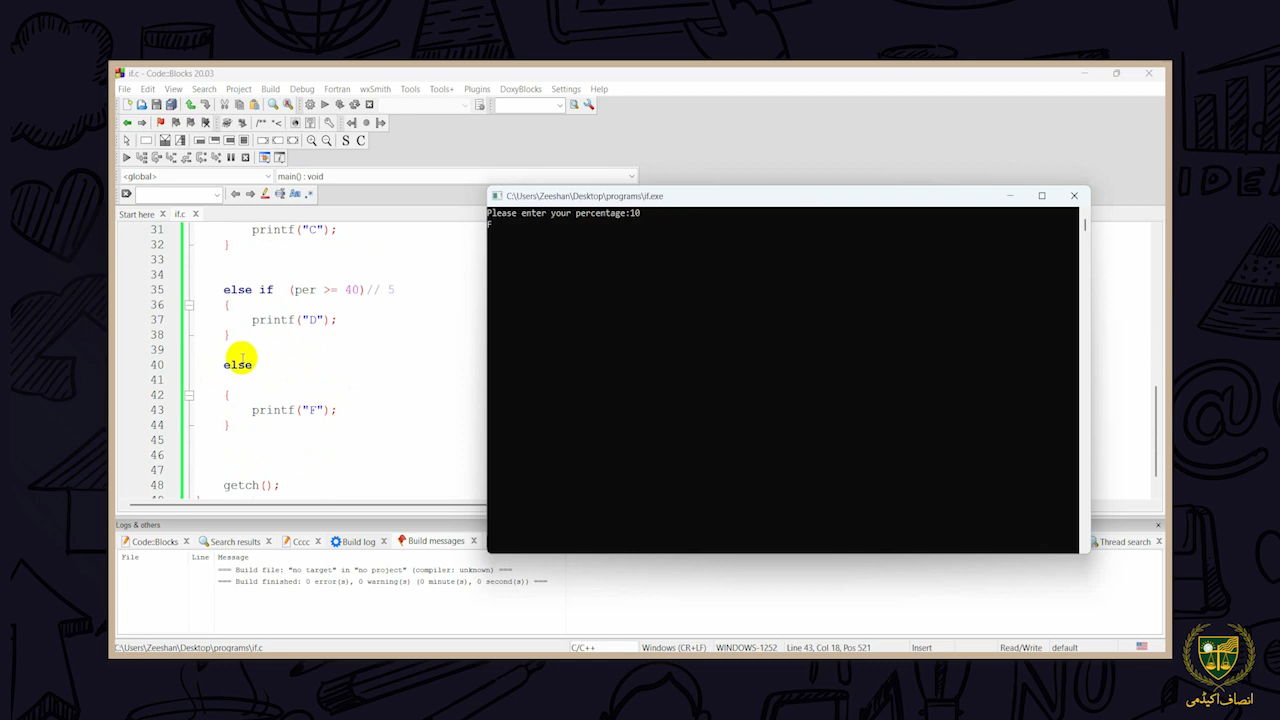 if.c - Code::Blocks 20.03
File Edit View Search Project Build Debug Fortran wxSmith Tools Tools+ Plugins DoxyBlocks Settings Help
S C
<global> main() : void
Start here if.c
31 printf("C");
32 }
33
34
35 else if (per >= 40)// 5
36 {
37 printf("D");
38 }
39
40 else
41
42 {
43 printf("F");
44 }
45
46
47
48 getch();
C:\Users\Zeeshan\Desktop\programs\if.exe
Please enter your percentage:10
F
Logs & others
Code::Blocks Search results Cccc Build log Build messages Thread search
File Line Message
=== Build file: "no target" in "no project" (compiler: unknown) ===
=== Build finished: 0 error(s), 0 warning(s) (0 minute(s), 0 second(s)) ===
C:\Users\Zeeshan\Desktop\programs\if.c C/C++ Windows (CR+LF) WINDOWS-1252 Line 43, Col 18, Pos 521 Insert Read/Write default
انصاف اکیڈمی